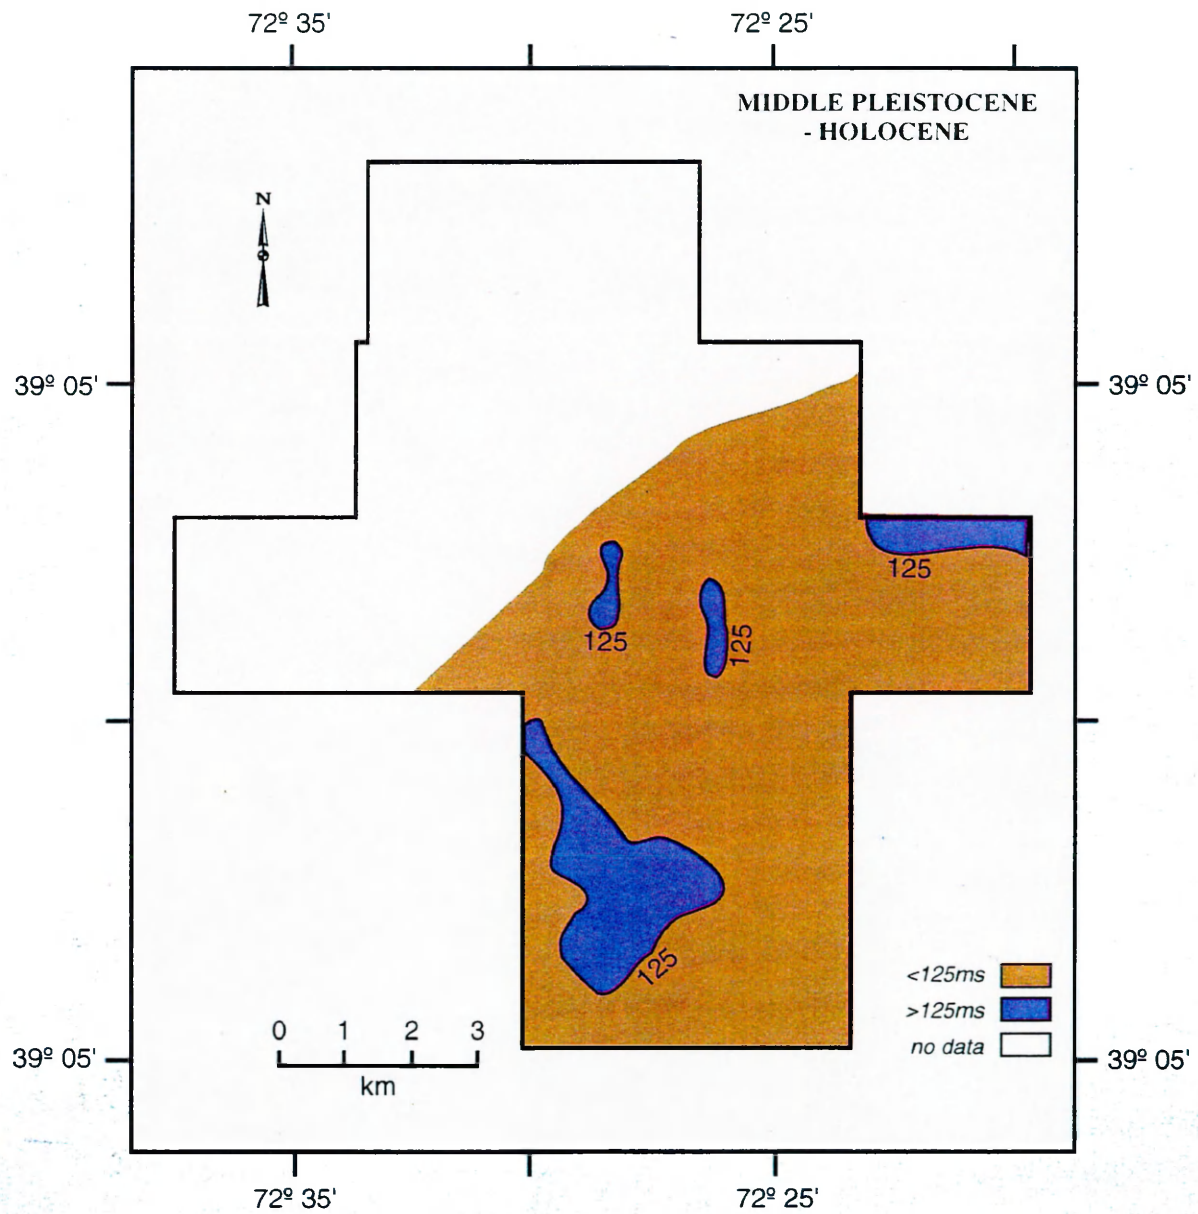 72º 35'
72º 25'
MIDDLE PLEISTOCENE
- HOLOCENE
N
39º 05'
39º 05'
125
125
125
125
<125ms
>125ms
no data
0 1 2 3
km
39º 05'
39º 05'
72º 35'
72º 25'